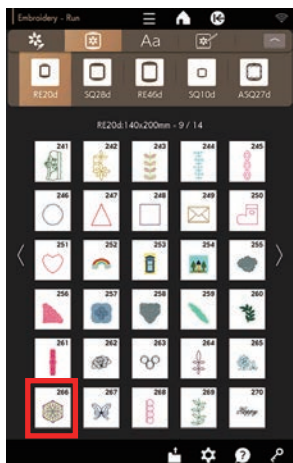 Embroidery - Run
Aa
RE20d SQ28d RE46d SQ10d ASQ27d
RE20d:140x200mm - 9 / 14
241 242 243 244 245
246 247 248 249 250
251 252 253 254 255
256 257 258 259 260
261 262 263 264 265
266 267 268 269 270
Happy